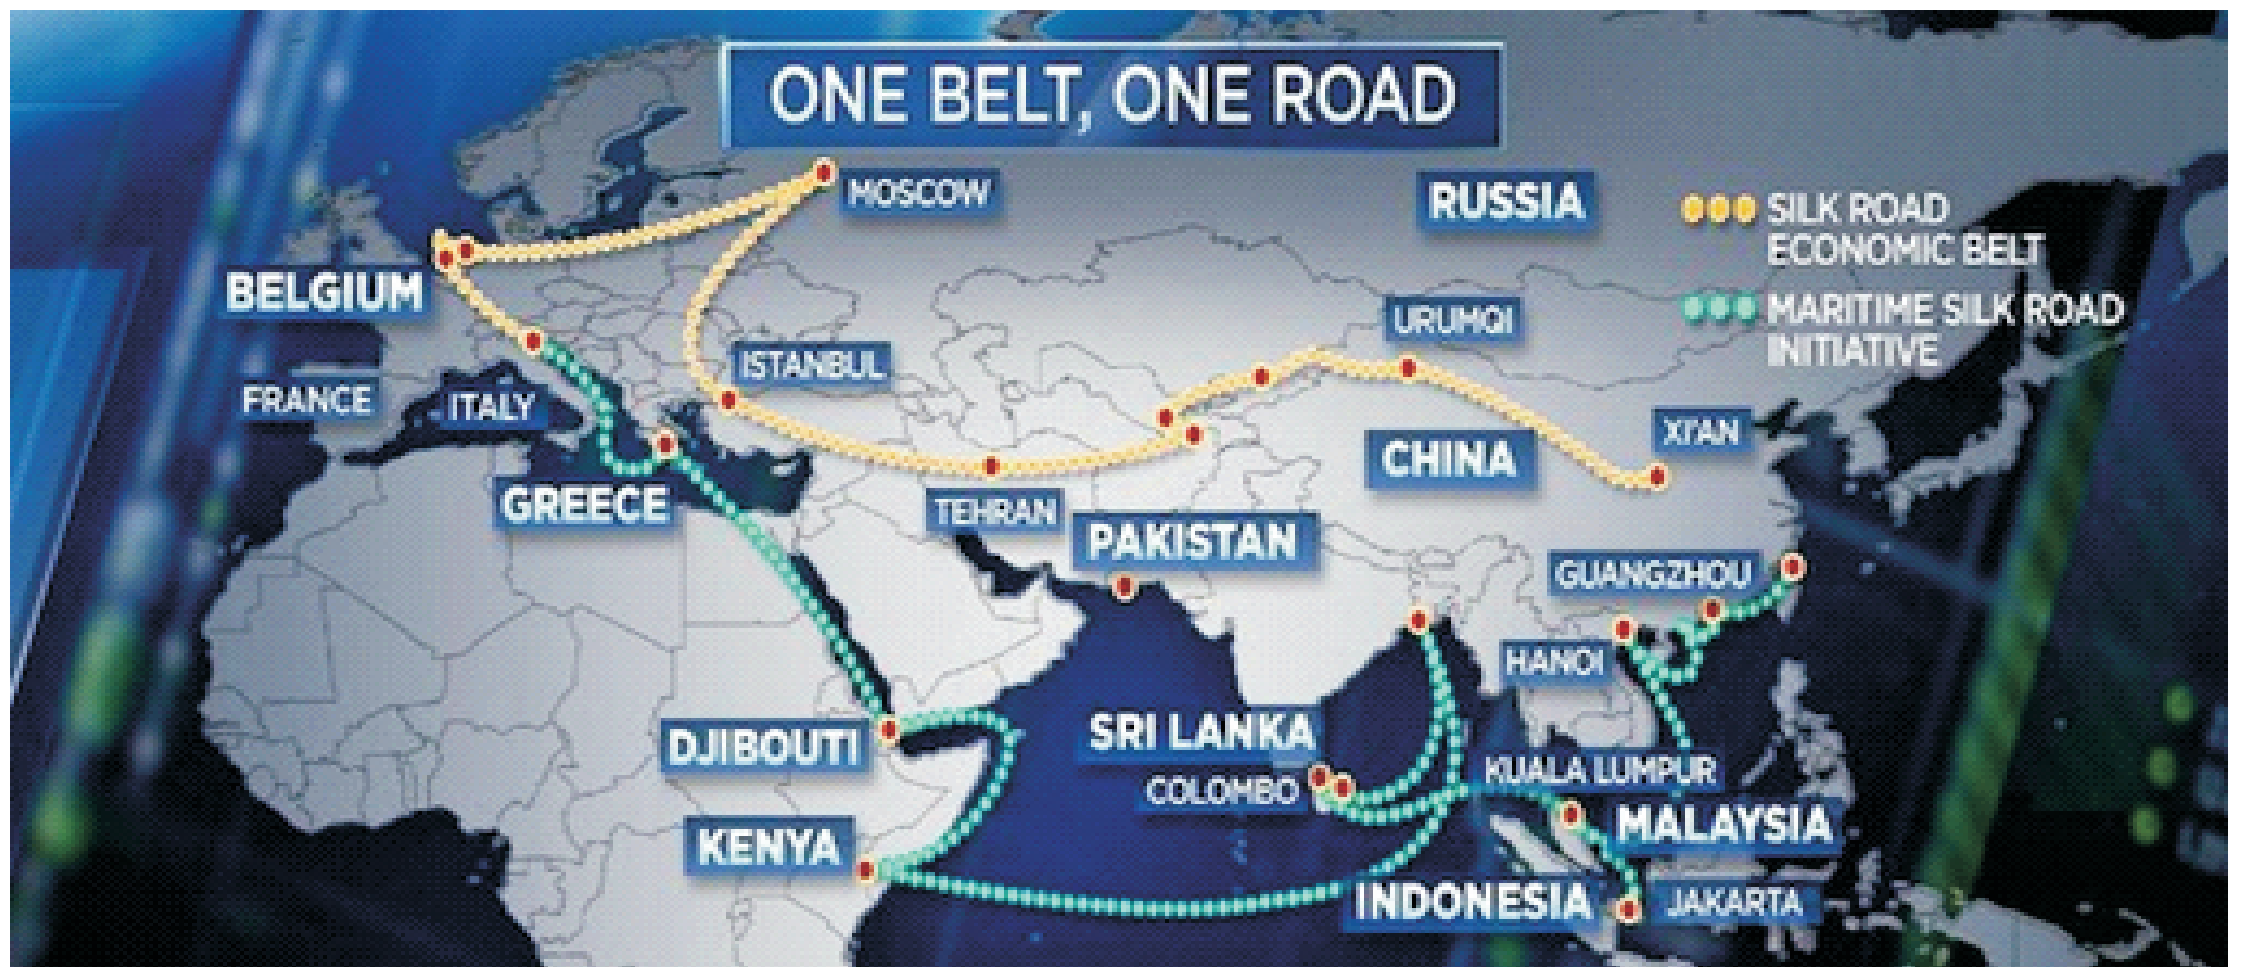 ONE BELT, ONE ROAD
MOSCOW
RUSSIA
SILK ROAD
ECONOMIC BELT
BELGIUM
MARITIME SILK ROAD
INITIATIVE
URUMQI
ISTANBUL
FRANCE
ITALY
XI'AN
CHINA
GREECE
TEHRAN
PAKISTAN
GUANGZHOU
HANOI
DJIBOUTI
SRI LANKA
COLOMBO
KUALA LUMPUR
MALAYSIA
KENYA
INDONESIA
JAKARTA